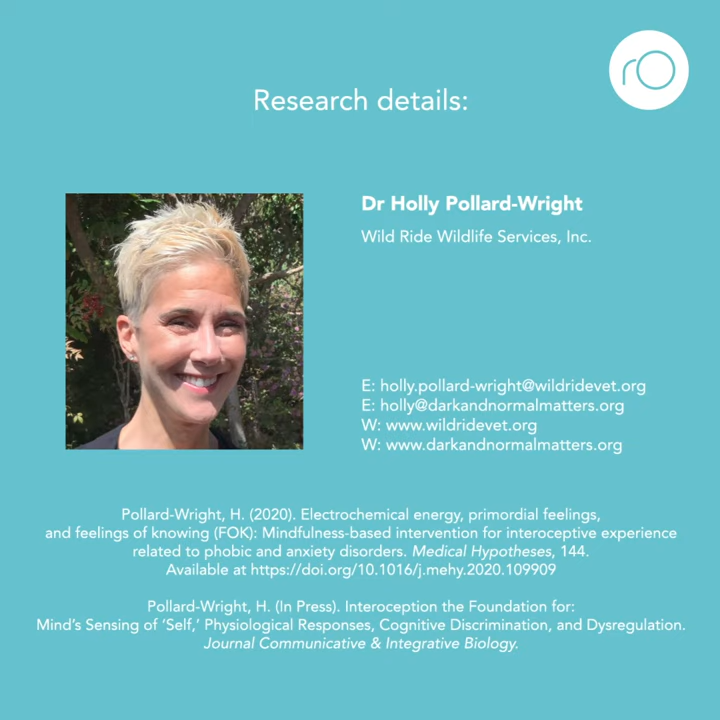 rO
Research details:
Dr Holly Pollard-Wright
Wild Ride Wildlife Services, Inc.
E: holly.pollard-wright@wildridevet.org
E: holly@darkandnormalmatters.org
W: www.wildridevet.org
W: www.darkandnormalmatters.org
Pollard-Wright, H. (2020). Electrochemical energy, primordial feelings,
and feelings of knowing (FOK): Mindfulness-based intervention for interoceptive experience
related to phobic and anxiety disorders. Medical Hypotheses, 144.
Available at https://doi.org/10.1016/j.mehy.2020.109909
Pollard-Wright, H. (In Press). Interoception the Foundation for:
Mind’s Sensing of ‘Self,’ Physiological Responses, Cognitive Discrimination, and Dysregulation.
Journal Communicative & Integrative Biology.